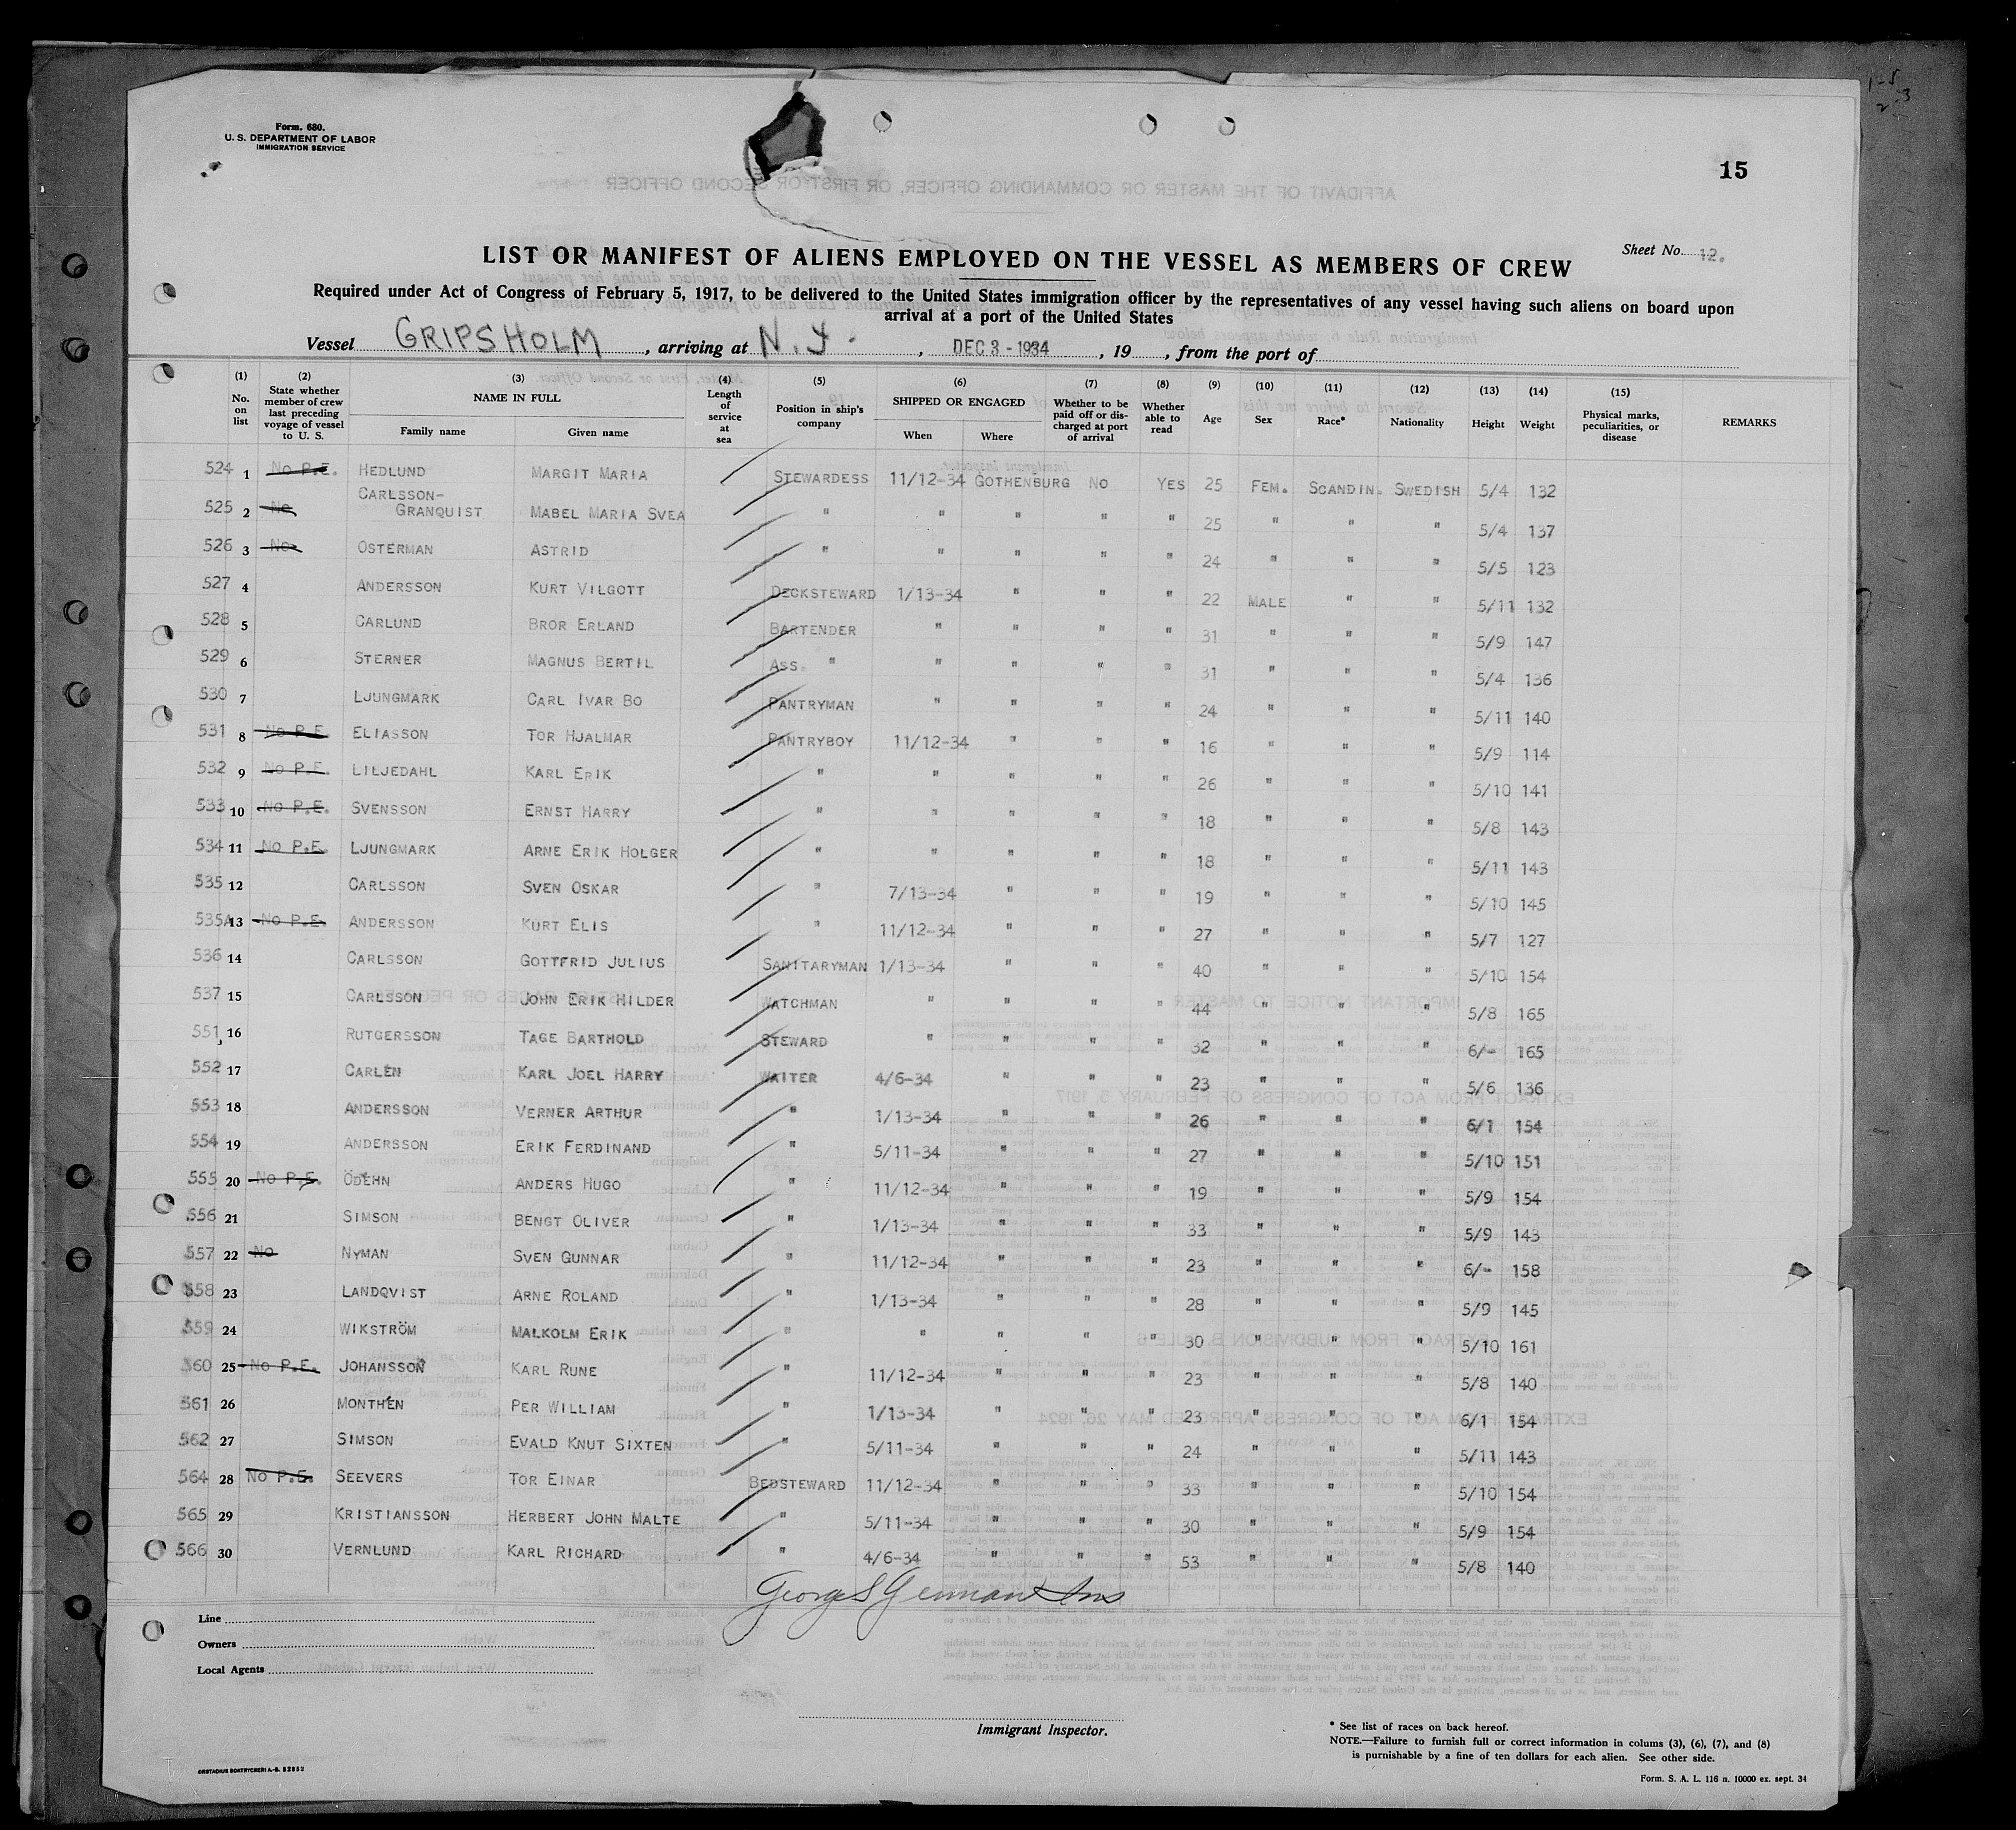 Form. 680.
U. S. DEPARTMENT OF LABOR
IMMIGRATION SERVICE
15
LIST OR MANIFEST OF ALIENS EMPLOYED ON THE VESSEL AS MEMBERS OF CREW
Sheet No. 12.
Required under Act of Congress of February 5, 1917, to be delivered to the United States immigration officer by the representatives of any vessel having such aliens on board upon
arrival at a port of the United States
Vessel GRIPSHOLM, arriving at N. Y., DEC 3 - 1934, 19, from the port of
(1) No. on list (2) State whether member of crew last preceding voyage of vessel to U. S. (3) NAME IN FULL Family name Given name (4) Length of service at sea (5) Position in ship's company (6) SHIPPED OR ENGAGED When Where (7) Whether to be paid off or discharged at port of arrival (8) Whether able to read (9) Age (10) Sex (11) Race* (12) Nationality (13) Height (14) Weight (15) Physical marks, peculiarities, or disease REMARKS
524 1 No P.E. HEDLUND MARGIT MARIA STEWARDESS 11/12-34 GOTHENBURG NO YES 25 FEM. SCANDIN. SWEDISH 5/4 132
525 2 No CARLSSON-GRANQUIST MABEL MARIA SVEA " " " " " 25 " " " 5/4 137
526 3 No OSTERMAN ASTRID " " " " " 24 " " " 5/5 123
527 4 ANDERSSON KURT VILGOTT DECKSTEWARD 1/13-34 " " " 22 MALE " " 5/11 132
528 5 CARLUND BROR ERLAND BARTENDER " " " " 31 " " " 5/9 147
529 6 STERNER MAGNUS BERTIL ASS. " " " " " 31 " " " 5/4 136
530 7 LJUNGMARK CARL IVAR BO PANTRYMAN " " " " 24 " " " 5/11 140
531 8 No P.E. ELIASSON TOR HJALMAR PANTRYBOY 11/12-34 " " " 16 " " " 5/9 114
532 9 No P.E. LILJEDAHL KARL ERIK " " " " " 26 " " " 5/10 141
533 10 No P.E. SVENSSON ERNST HARRY " " " " " 18 " " " 5/8 143
534 11 No P.E. LJUNGMARK ARNE ERIK HOLGER " " " " " 18 " " " 5/11 143
535 12 CARLSSON SVEN OSKAR " 7/13-34 " " " 19 " " " 5/10 145
535A 13 No P.E. ANDERSSON KURT ELIS " 11/12-34 " " " 27 " " " 5/7 127
536 14 CARLSSON GOTTFRID JULIUS SANITARYMAN 1/13-34 " " " 40 " " " 5/10 154
537 15 CARLSSON JOHN ERIK HILDER WATCHMAN " " " " 44 " " " 5/8 165
551 16 RUTGERSSON TAGE BARTHOLD STEWARD " " " " 32 " " " 6/- 165
552 17 CARLÉN KARL JOEL HARRY WAITER 4/6-34 " " " 23 " " " 5/6 136
553 18 ANDERSSON VERNER ARTHUR " 1/13-34 " " " 26 " " " 6/1 154
554 19 ANDERSSON ERIK FERDINAND " 5/11-34 " " " 27 " " " 5/10 151
555 20 No P.E. ÖDÉHN ANDERS HUGO " 11/12-34 " " " 19 " " " 5/9 154
556 21 SIMSON BENGT OLIVER " 1/13-34 " " " 33 " " " 5/9 143
557 22 No NYMAN SVEN GUNNAR " 11/12-34 " " " 23 " " " 6/- 158
558 23 LANDQVIST ARNE ROLAND " 1/13-34 " " " 28 " " " 5/9 145
559 24 WIKSTRÖM MALKOLM ERIK " " " " " 30 " " " 5/10 161
560 25 No P.E. JOHANSSON KARL RUNE " 11/12-34 " " " 23 " " " 5/8 140
561 26 MONTHÉN PER WILLIAM " 1/13-34 " " " 23 " " " 6/1 154
562 27 SIMSON EVALD KNUT SIXTEN " 5/11-34 " " " 24 " " " 5/11 143
564 28 No P.E. SEEVERS TOR EINAR BEDSTEWARD 11/12-34 " " " 33 " " " 5/10 154
565 29 KRISTIANSSON HERBERT JOHN MALTE " 5/11-34 " " " 30 " " " 5/9 154
566 30 VERNLUND KARL RICHARD " 4/6-34 " " " 53 " " " 5/8 140
Line
Owners
Local Agents
Immigrant Inspector.
* See list of races on back hereof.
NOTE.—Failure to furnish full or correct information in colums (3), (6), (7), and (8)
is punishable by a fine of ten dollars for each alien. See other side.
ORSTADIUS BOKTRYCKERI A.-B. 52852
Form. S. A. L. 116 n. 10000 ex. sept. 34